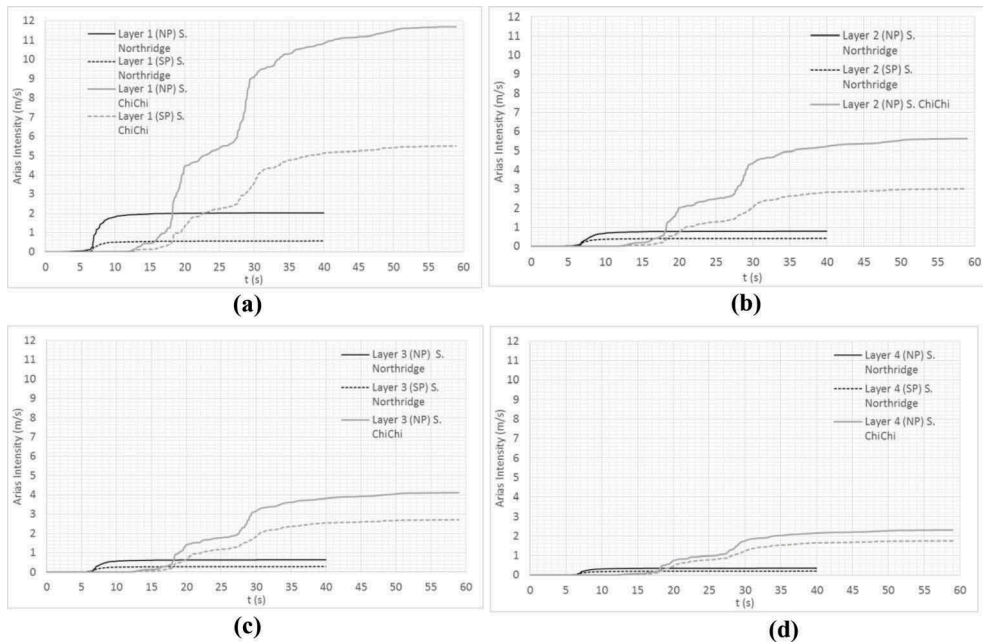 12
11
10
9
8
7
6
5
4
3
2
1
0
Arias Intensity (m/s)
Layer 1 (NP) S.
Northridge
Layer 1 (SP) S.
Northridge
Layer 1 (NP) S.
ChiChi
Layer 1 (SP) S.
ChiChi
0 5 10 15 20 25 30 35 40 45 50 55 60
t (s)
(a)
12
11
10
9
8
7
6
5
4
3
2
1
0
Arias Intensity (m/s)
Layer 2 (NP) S.
Northridge
Layer 2 (SP) S.
Northridge
Layer 2 (NP) S. ChiChi
0 5 10 15 20 25 30 35 40 45 50 55 60
t (s)
(b)
12
11
10
9
8
7
6
5
4
3
2
1
0
Arias Intensity (m/s)
Layer 3 (NP) S.
Northridge
Layer 3 (SP) S.
Northridge
Layer 3 (NP) S.
ChiChi
0 5 10 15 20 25 30 35 40 45 50 55 60
t (s)
(c)
12
11
10
9
8
7
6
5
4
3
2
1
0
Arias Intensity (m/s)
Layer 4 (NP) S.
Northridge
Layer 4 (SP) S.
Northridge
Layer 4 (NP) S.
ChiChi
0 5 10 15 20 25 30 35 40 45 50 55 60
t (s)
(d)